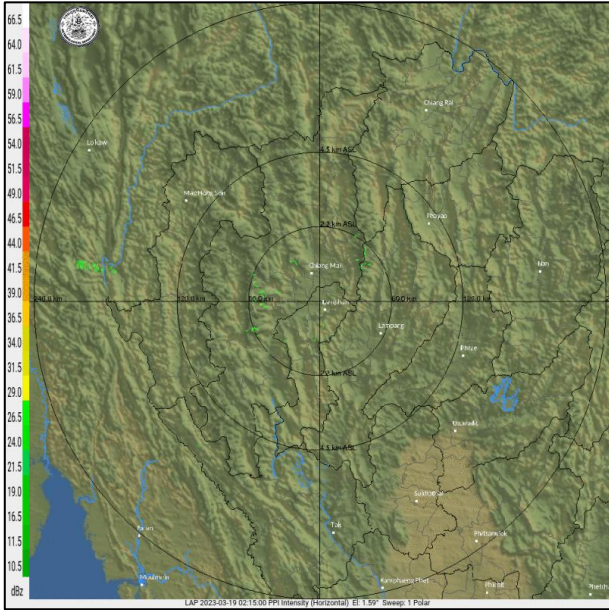 66.5
64.0
61.5
59.0
56.5
54.0
51.5
49.0
46.5
44.0
41.5
39.0
36.5
34.0
31.5
29.0
26.5
24.0
21.5
19.0
16.5
14.0
11.5
10.5
dBz
Chiang Rai
Loikaw
4.5 km ASL
Mae Hong Son
Phayao
2.2 km ASL
Nan
Chiang Mai
240.0 km
120.0 km
60.0 km
60.0 km
120.0 km
Lamphun
Lampang
Phrae
2.2 km ASL
Uttaradit
4.5 km ASL
Sukhothai
Tak
Pa'an
Phitsanulok
Mawlamyin
Kamphaeng Phet
Phichit
LAP 2023-03-19 02:15:00 PPI Intensity (Horizontal) El: 1.59° Sweep: 1 Polar